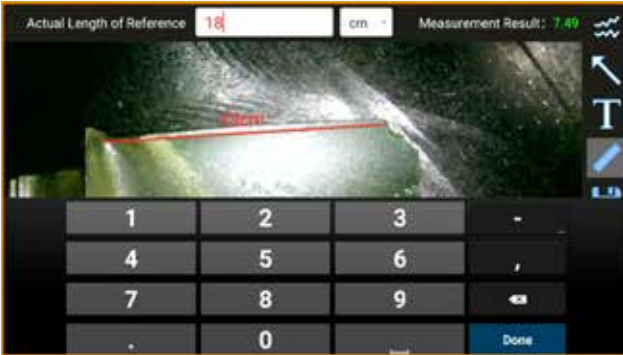 Actual Length of Reference 18 cm Measurement Result: 7.49
T
1 2 3 -
4 5 6 ,
7 8 9
. 0 Done